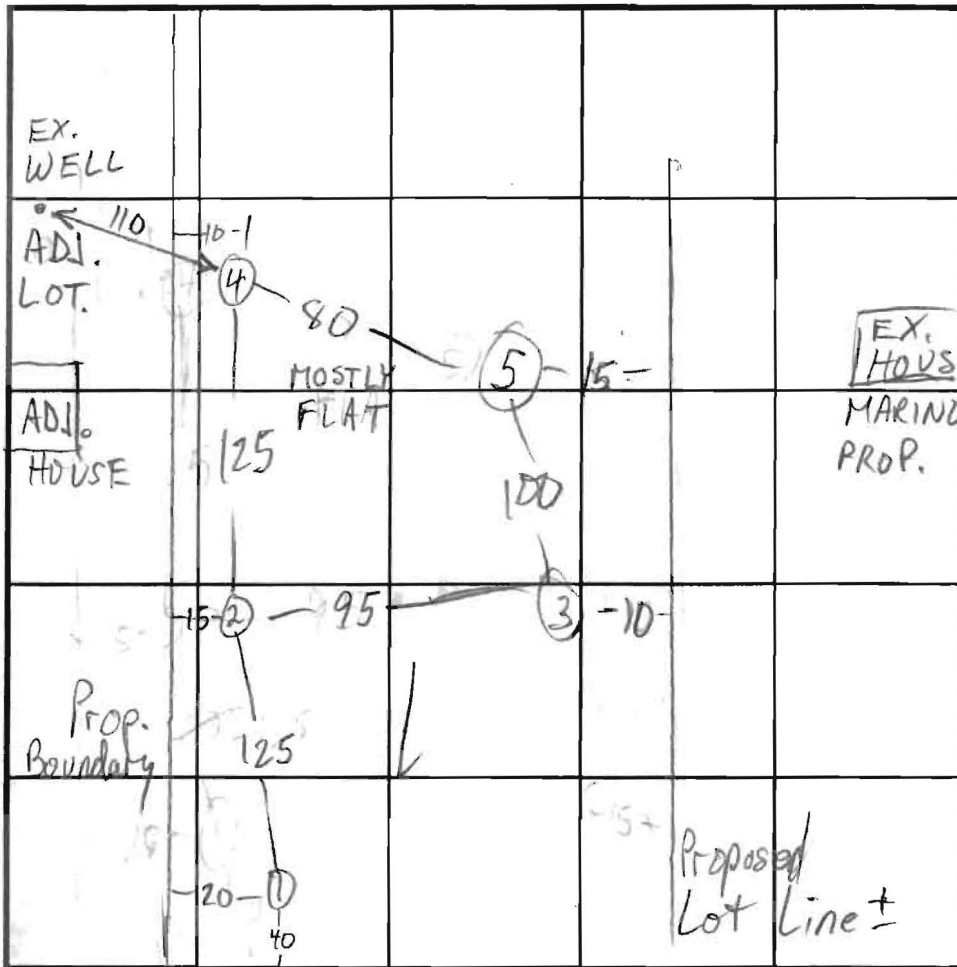 EX.
WELL
110
10
ADJ.
LOT.
4
80
5
15
EX.
HOUS
MOSTLY
FLAT
MARINO
PROP.
ADJ.
HOUSE
125
100
15
2
95
3
10
Prop.
Boundary
125
15
20
1
40
Proposed
Lot Line ±